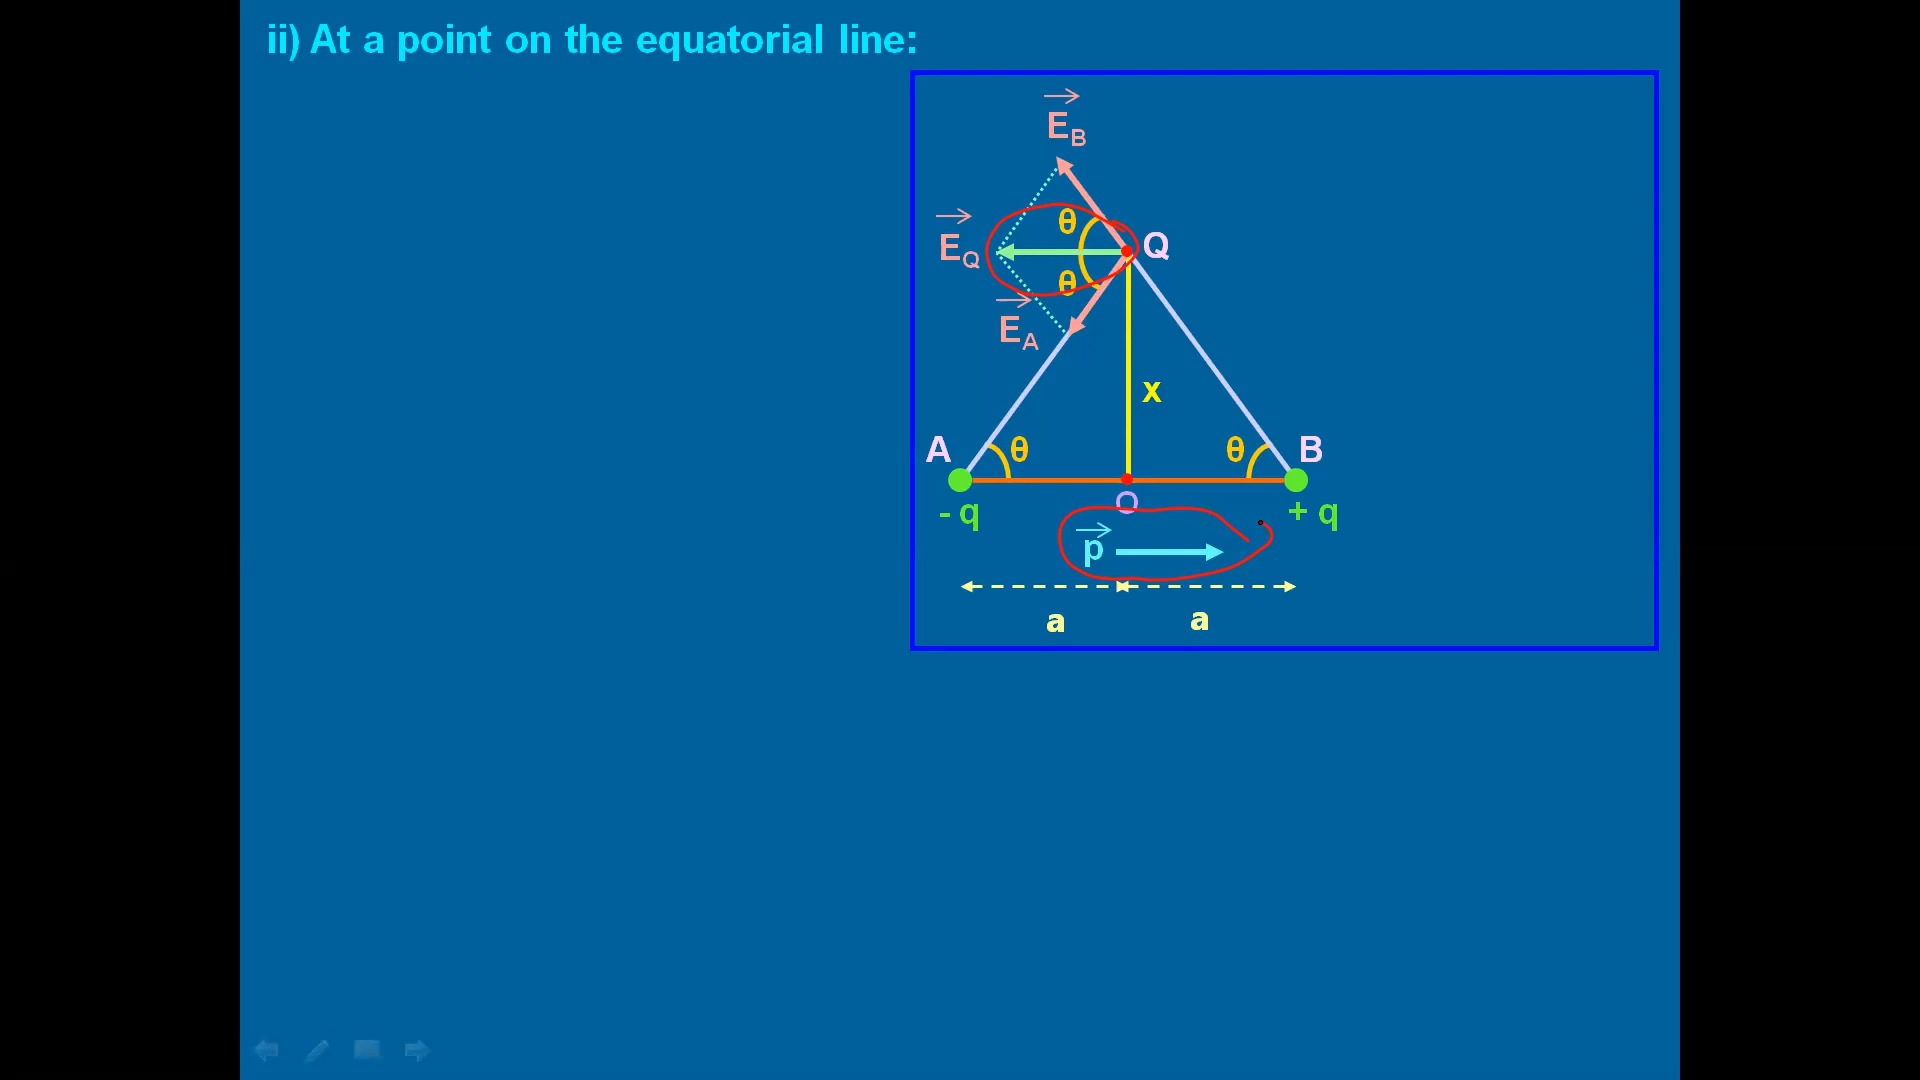 ii) At a point on the equatorial line:
E_B
θ
E_Q
Q
θ
E_A
x
A θ θ B
O
- q + q
p
a a